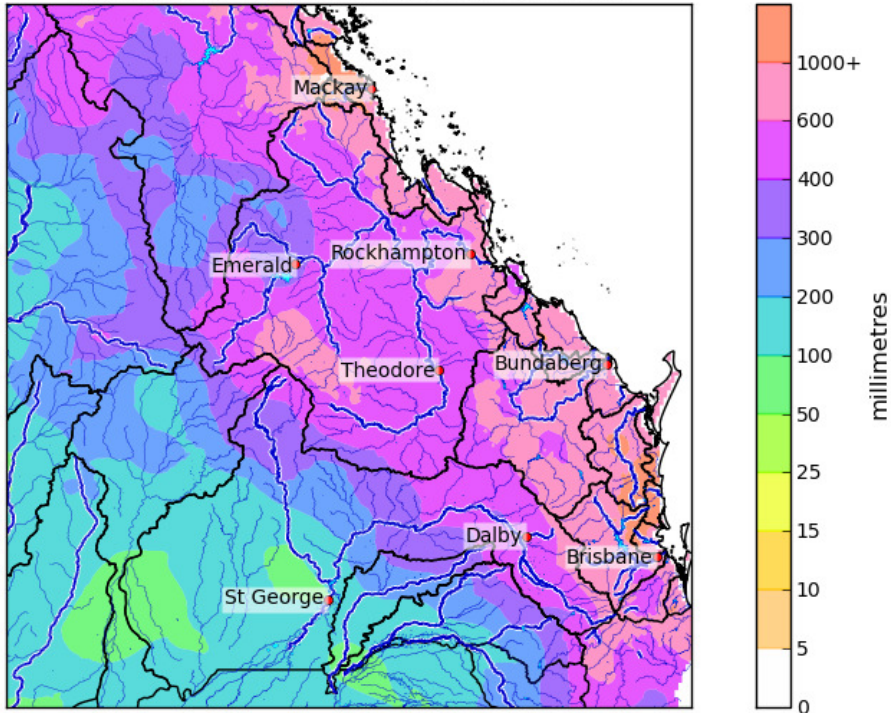 Mackay
Rockhampton
Emerald
Theodore
Bundaberg
Dalby
Brisbane
St George
1000+
600
400
300
200
100
50
25
15
10
5
0
millimetres